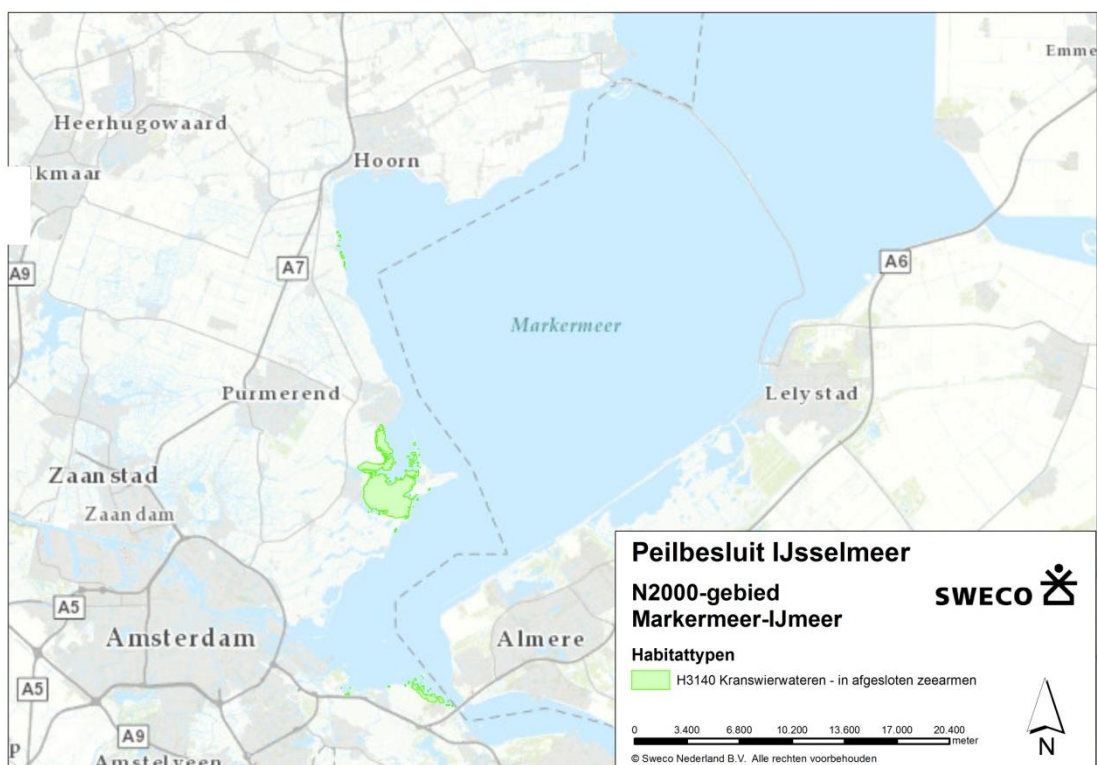 Emme
Heerhugowaard
Hoorn
kmaar
A7
A9
A6
Markermeer
Purmerend
Lelystad
Zaanstad
Zaandam
A5
Amsterdam
Almere
A5
A9
Amstelveen
p
Peilbesluit IJsselmeer
N2000-gebied
Markermeer-IJmeer
SWECO
Habitattypen
H3140 Kranswierwateren - in afgesloten zeearmen
0 3.400 6.800 10.200 13.600 17.000 20.400
meter
© Sweco Nederland B.V. Alle rechten voorbehouden
N